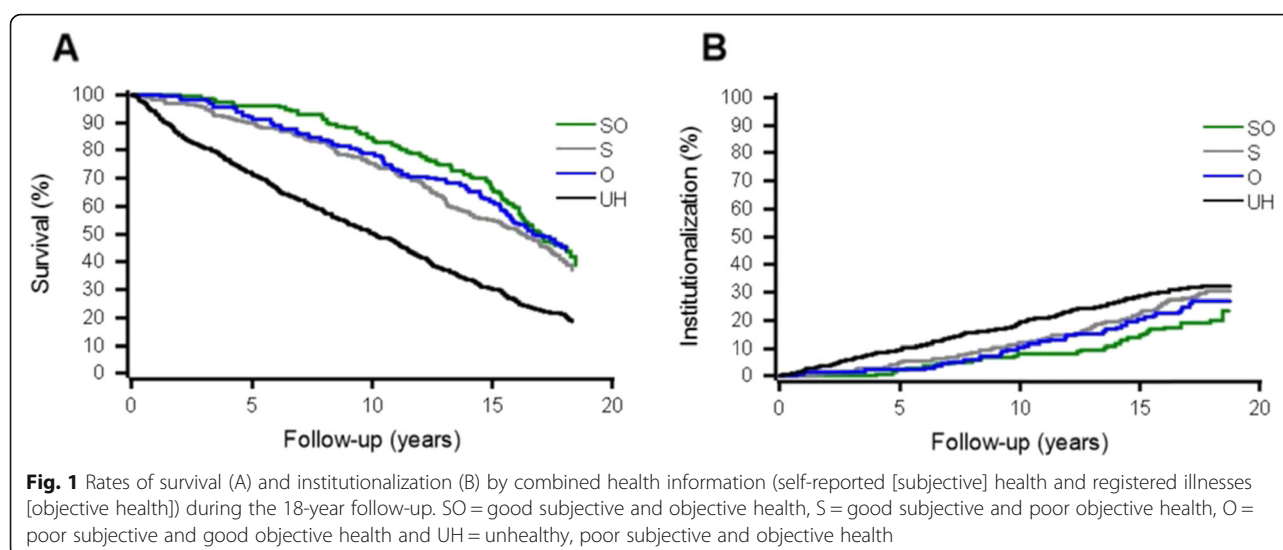 A
Survival (%)
100
90
80
70
60
50
40
30
20
10
0
0 5 10 15 20
Follow-up (years)
SO
S
O
UH
B
Institutionalization (%)
100
90
80
70
60
50
40
30
20
10
0
0 5 10 15 20
Follow-up (years)
SO
S
O
UH
Fig. 1 Rates of survival (A) and institutionalization (B) by combined health information (self-reported [subjective] health and registered illnesses
[objective health]) during the 18-year follow-up. SO = good subjective and objective health, S = good subjective and poor objective health, O =
poor subjective and good objective health and UH = unhealthy, poor subjective and objective health